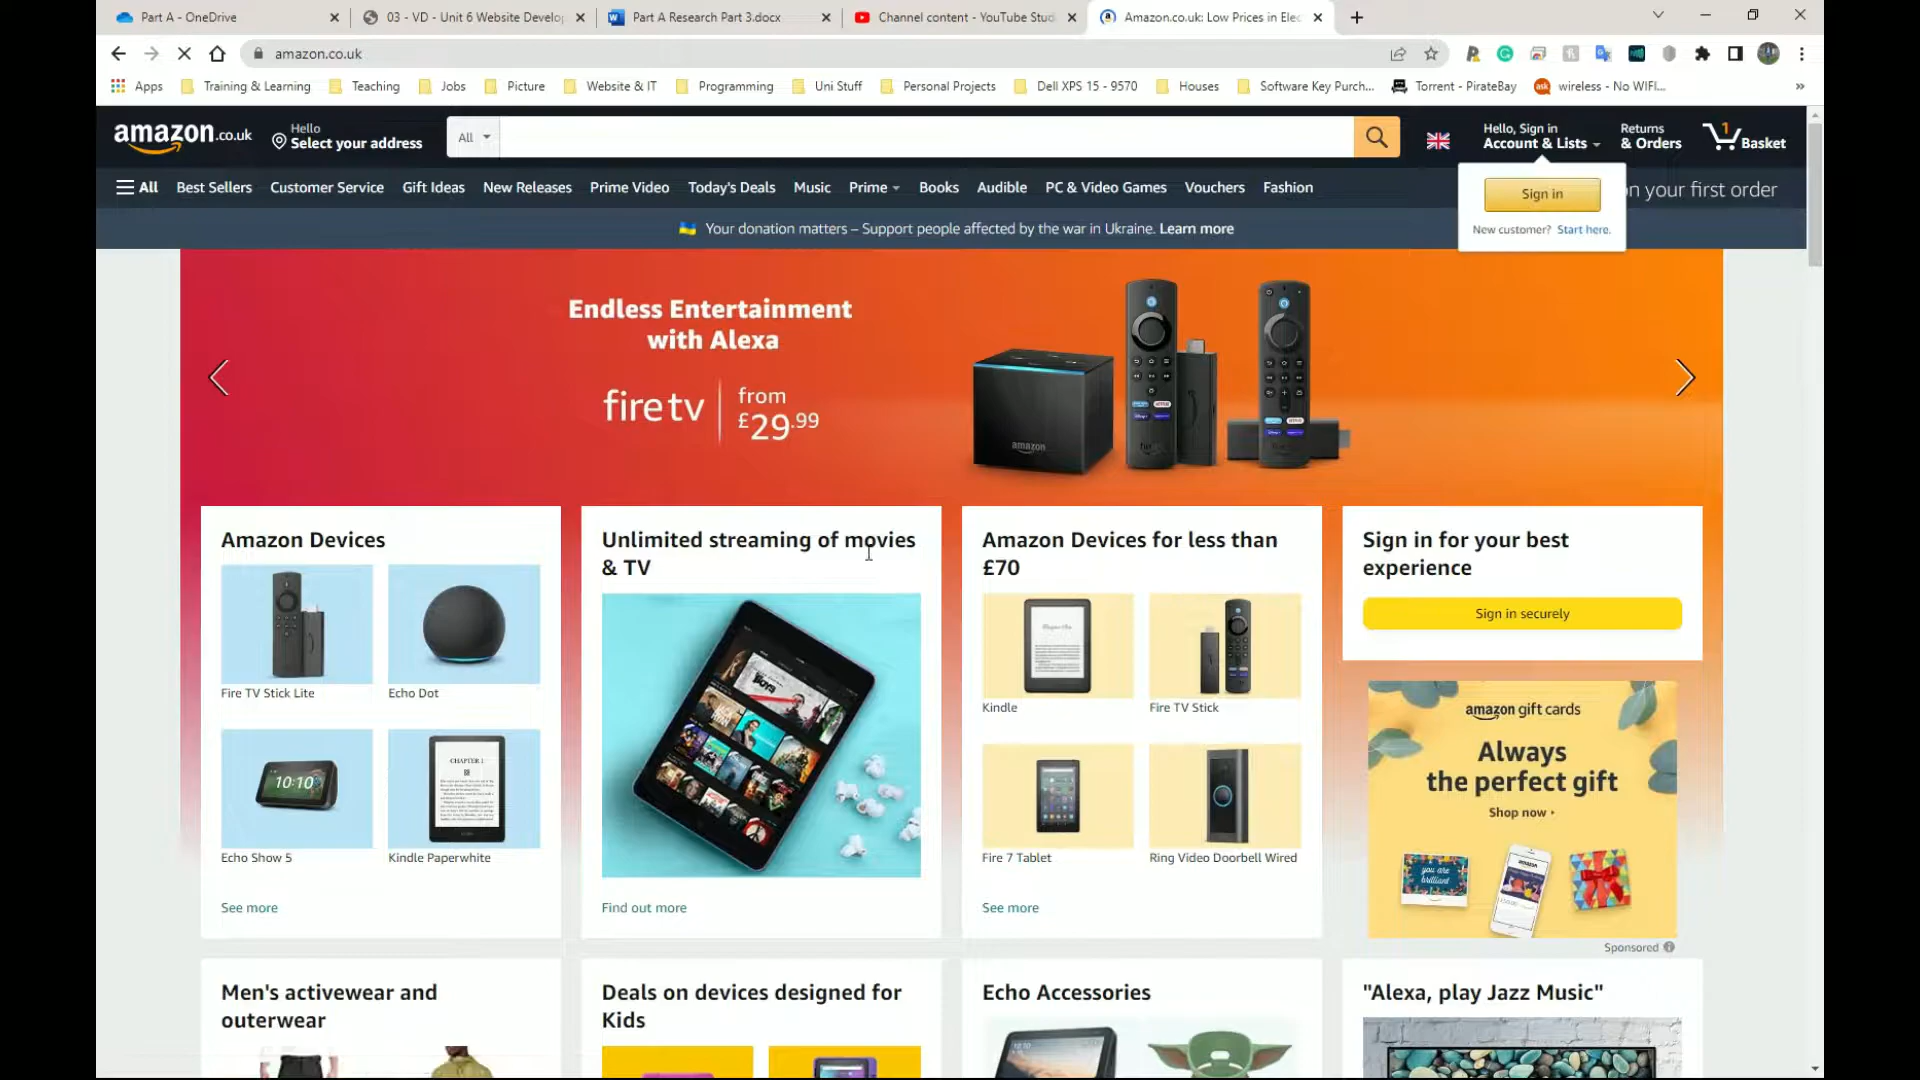 Part A - OneDrive
03 - VD - Unit 6 Website Develo
Part A Research Part 3.docx
Channel content - YouTube Stud
Amazon.co.uk: Low Prices in Elec
amazon.co.uk
Apps
Training & Learning
Teaching
Jobs
Picture
Website & IT
Programming
Uni Stuff
Personal Projects
Dell XPS 15 - 9570
Houses
Software Key Purch...
Torrent - PirateBay
ask
wireless - No WIFI...
amazon.co.uk
Hello
Select your address
All
Hello, Sign in
Account & Lists
Returns
& Orders
1
Basket
All
Best Sellers
Customer Service
Gift Ideas
New Releases
Prime Video
Today's Deals
Music
Prime
Books
Audible
PC & Video Games
Vouchers
Fashion
on your first order
Sign in
New customer? Start here.
Your donation matters – Support people affected by the war in Ukraine. Learn more
Endless Entertainment
with Alexa
fire tv
from
£29.99
amazon
Amazon Devices
Fire TV Stick Lite
Echo Dot
10:10
CHAPTER 1
Echo Show 5
Kindle Paperwhite
See more
Unlimited streaming of movies
& TV
Find out more
Amazon Devices for less than
£70
Kindle
Fire TV Stick
Fire 7 Tablet
Ring Video Doorbell Wired
See more
Sign in for your best
experience
Sign in securely
amazon gift cards
Always
the perfect gift
Shop now
you are
brilliant
Sponsored
Men's activewear and
outerwear
Deals on devices designed for
Kids
Echo Accessories
"Alexa, play Jazz Music"